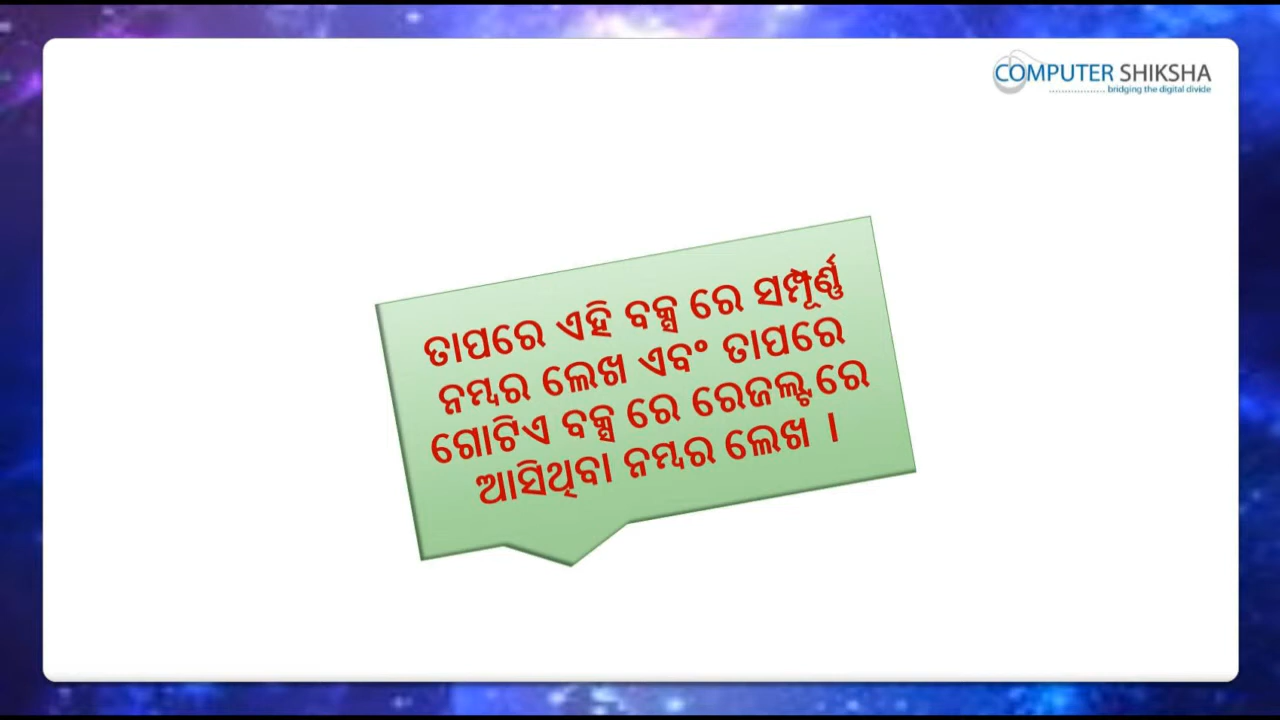 COMPUTER SHIKSHA
bridging the digital divide
ତାପରେ ଏହି ବକ୍ସ ରେ ସମ୍ପୂର୍ଣ୍ଣ
ନମ୍ବର ଲେଖ ଏବଂ ତାପରେ
ଗୋଟିଏ ବକ୍ସ ରେ ରେଜଲ୍ଟରେ
ଆସିଥିବା ନମ୍ବର ଲେଖ ।